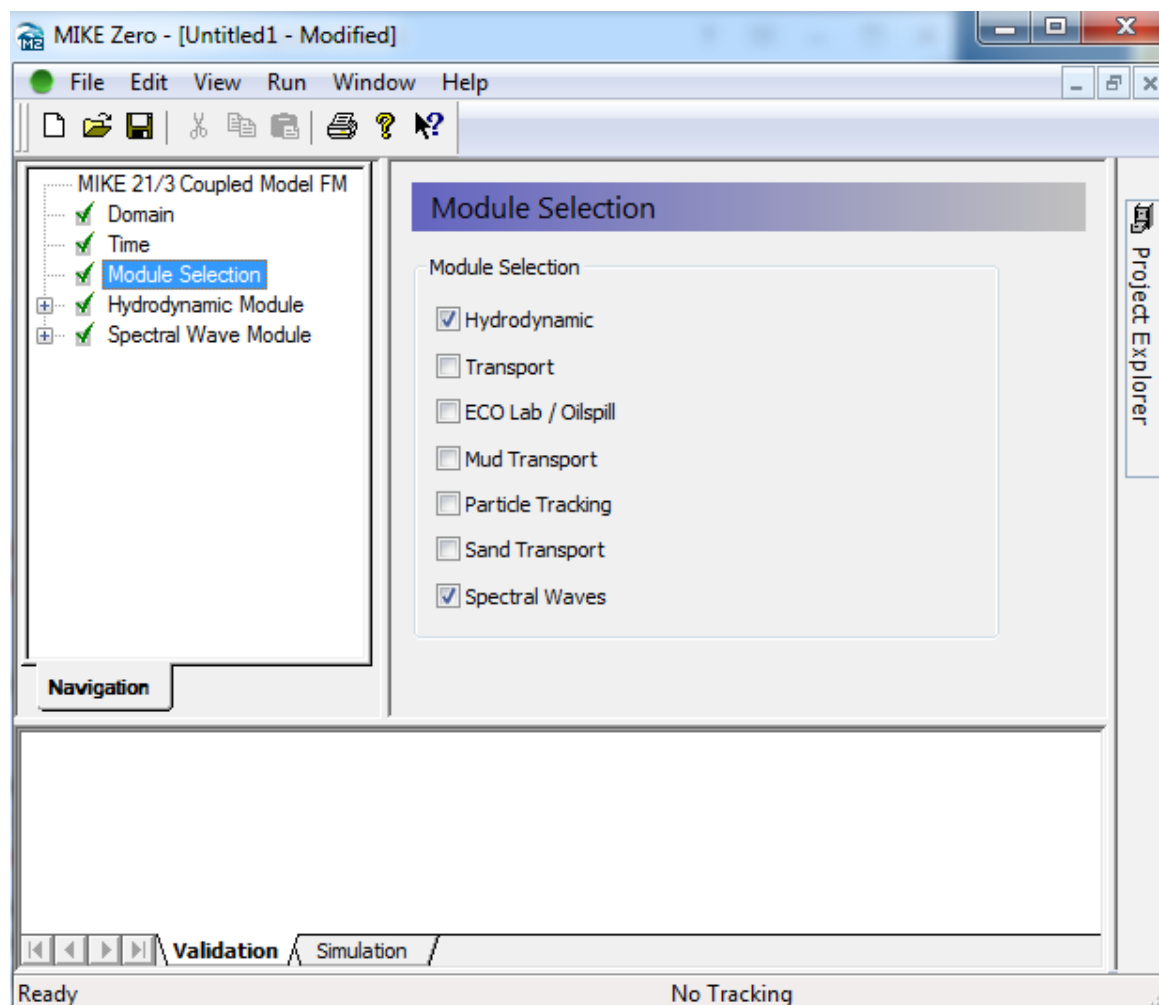 MIKE Zero - [Untitled1 - Modified]
File Edit View Run Window Help
MIKE 21/3 Coupled Model FM
Domain
Time
Module Selection
Hydrodynamic Module
Spectral Wave Module
Navigation
Module Selection
Module Selection
Hydrodynamic
Transport
ECO Lab / Oilspill
Mud Transport
Particle Tracking
Sand Transport
Spectral Waves
Project Explorer
Validation Simulation
Ready No Tracking